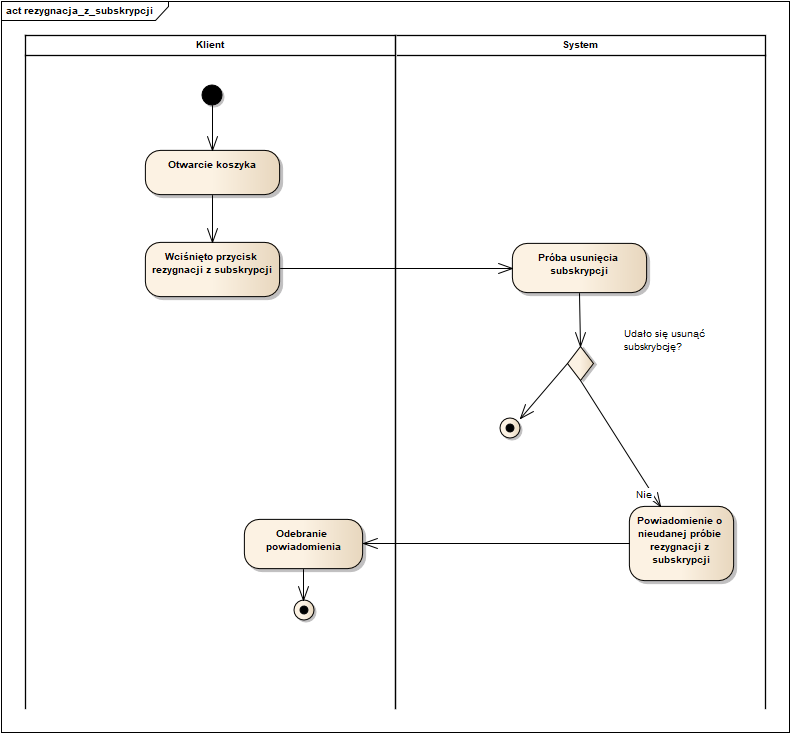 act rezygnacja_z_subskrypcji
Klient
System
Otwarcie koszyka
Wciśnięto przycisk
rezygnacji z subskrypcji
Próba usunięcia
subskrypcji
Udało się usunąć
subskrybcję?
Nie
Powiadomienie o
nieudanej próbie
rezygnacji z
subskrypcji
Odebranie
powiadomienia